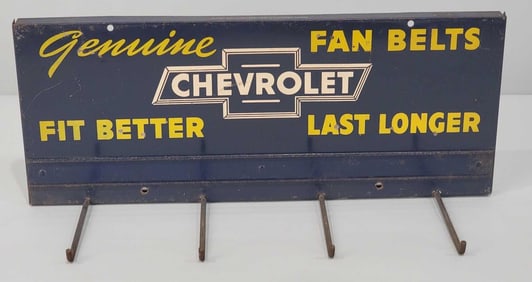 Genuine FAN BELTS
CHEVROLET
FIT BETTER LAST LONGER